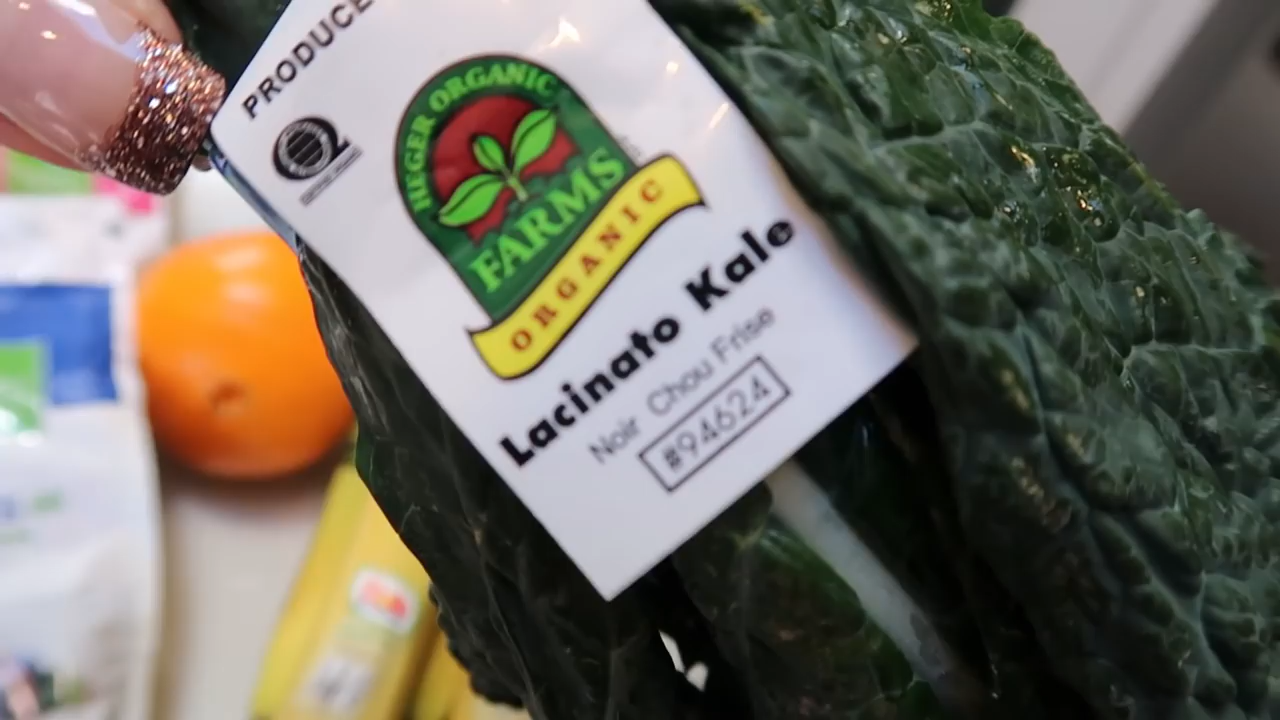 PRODUCE
HEGER ORGANIC
FARMS
ORGANIC
Lacinato Kale
Noir Chou Frise
#94624